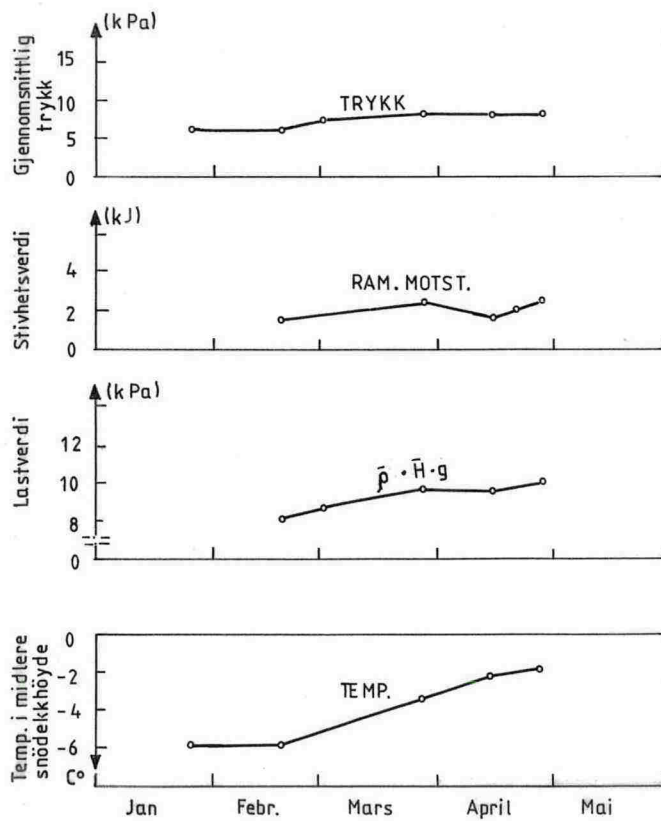 (kPa)
Gjennomsnittlig
trykk
15
10
5
0
TRYKK
(kJ)
Stivhetsverdi
4
2
0
RAM. MOTST.
(kPa)
Lastverdi
12
10
8
0
ρ̄ · H̄ · g
Temp. i midlere
snödekkhöyde
0
-2
-4
-6
C°
TEMP.
Jan Febr. Mars April Mai